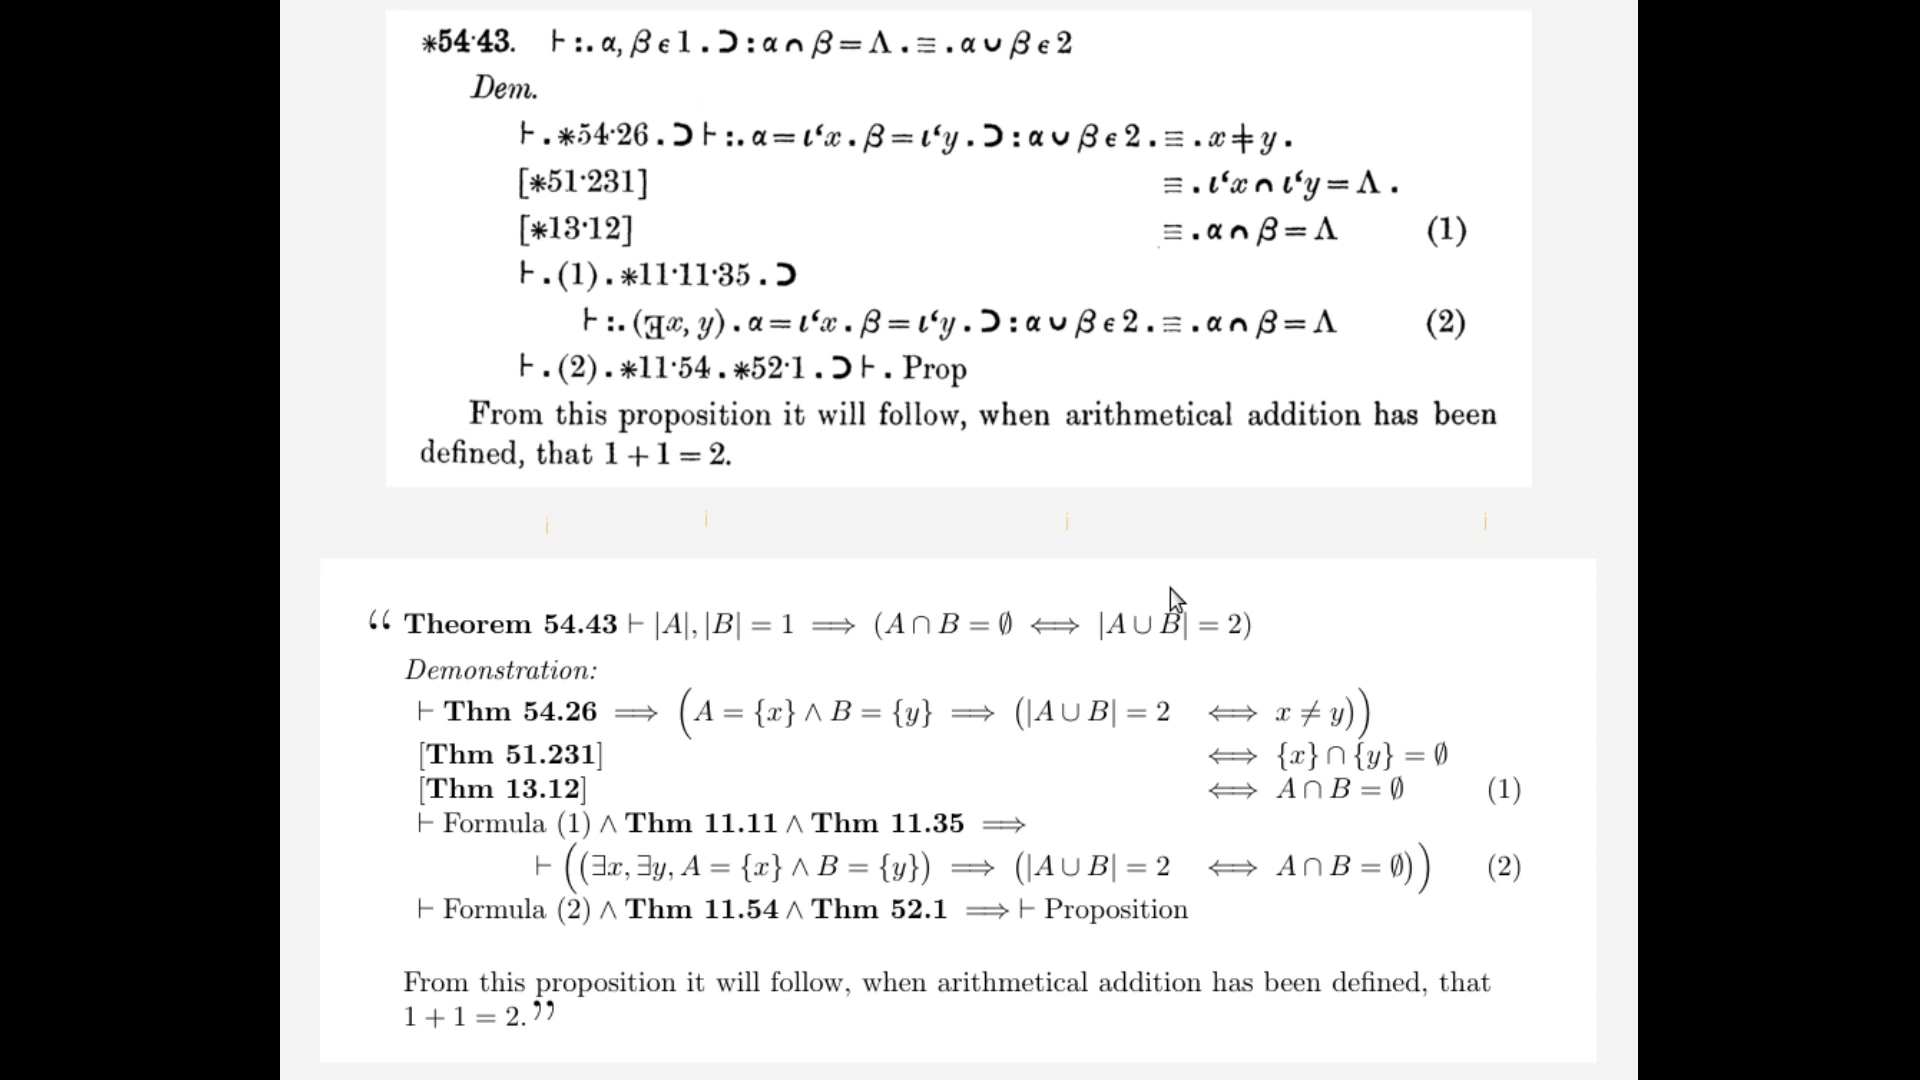 ∗54·43. ⊢ :. α, β ϵ 1 . ⊃ : α ∩ β = Λ . ≡ . α ∪ β ϵ 2
Dem.
⊢ . ∗54·26 . ⊃ ⊢ :. α = ι‘x . β = ι‘y . ⊃ : α ∪ β ϵ 2 . ≡ . x ≠ y .
[∗51·231] ≡ . ι‘x ∩ ι‘y = Λ .
[∗13·12] ≡ . α ∩ β = Λ (1)
⊢ . (1) . ∗11·11·35 . ⊃
⊢ :. (∃x, y) . α = ι‘x . β = ι‘y . ⊃ : α ∪ β ϵ 2 . ≡ . α ∩ β = Λ (2)
⊢ . (2) . ∗11·54 . ∗52·1 . ⊃ ⊢ . Prop
From this proposition it will follow, when arithmetical addition has been
defined, that 1 + 1 = 2.
“ Theorem 54.43 ⊢ |A|, |B| = 1 ⟹ (A ∩ B = ∅ ⟺ |A ∪ B| = 2)
Demonstration:
⊢ Thm 54.26 ⟹ (A = {x} ∧ B = {y} ⟹ (|A ∪ B| = 2 ⟺ x ≠ y))
[Thm 51.231] ⟺ {x} ∩ {y} = ∅
[Thm 13.12] ⟺ A ∩ B = ∅ (1)
⊢ Formula (1) ∧ Thm 11.11 ∧ Thm 11.35 ⟹
⊢ ((∃x, ∃y, A = {x} ∧ B = {y}) ⟹ (|A ∪ B| = 2 ⟺ A ∩ B = ∅)) (2)
⊢ Formula (2) ∧ Thm 11.54 ∧ Thm 52.1 ⟹ ⊢ Proposition
From this proposition it will follow, when arithmetical addition has been defined, that
1 + 1 = 2. ”